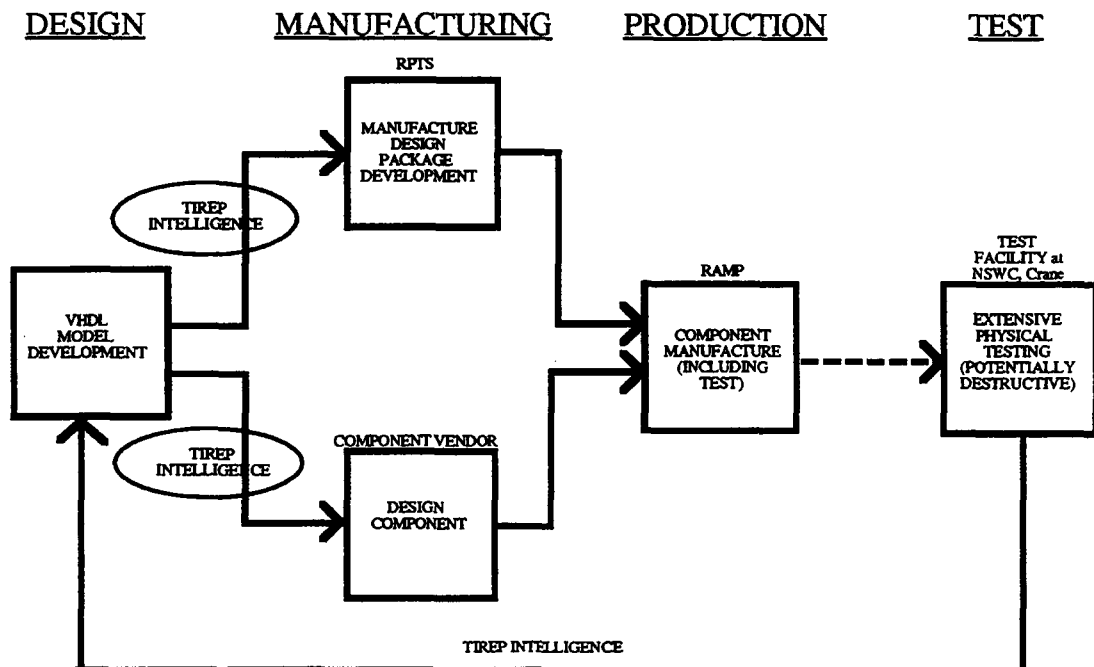 DESIGN
MANUFACTURING
PRODUCTION
TEST
RPTS
MANUFACTURE
DESIGN
PACKAGE
DEVELOPMENT
TIREP
INTELLIGENCE
VHDL
MODEL
DEVELOPMENT
TIREP
INTELLIGENCE
COMPONENT VENDOR
DESIGN
COMPONENT
RAMP
COMPONENT
MANUFACTURE
(INCLUDING
TEST)
TEST
FACILITY at
NSWC, Crane
EXTENSIVE
PHYSICAL
TESTING
(POTENTIALLY
DESTRUCTIVE)
TIREP INTELLIGENCE